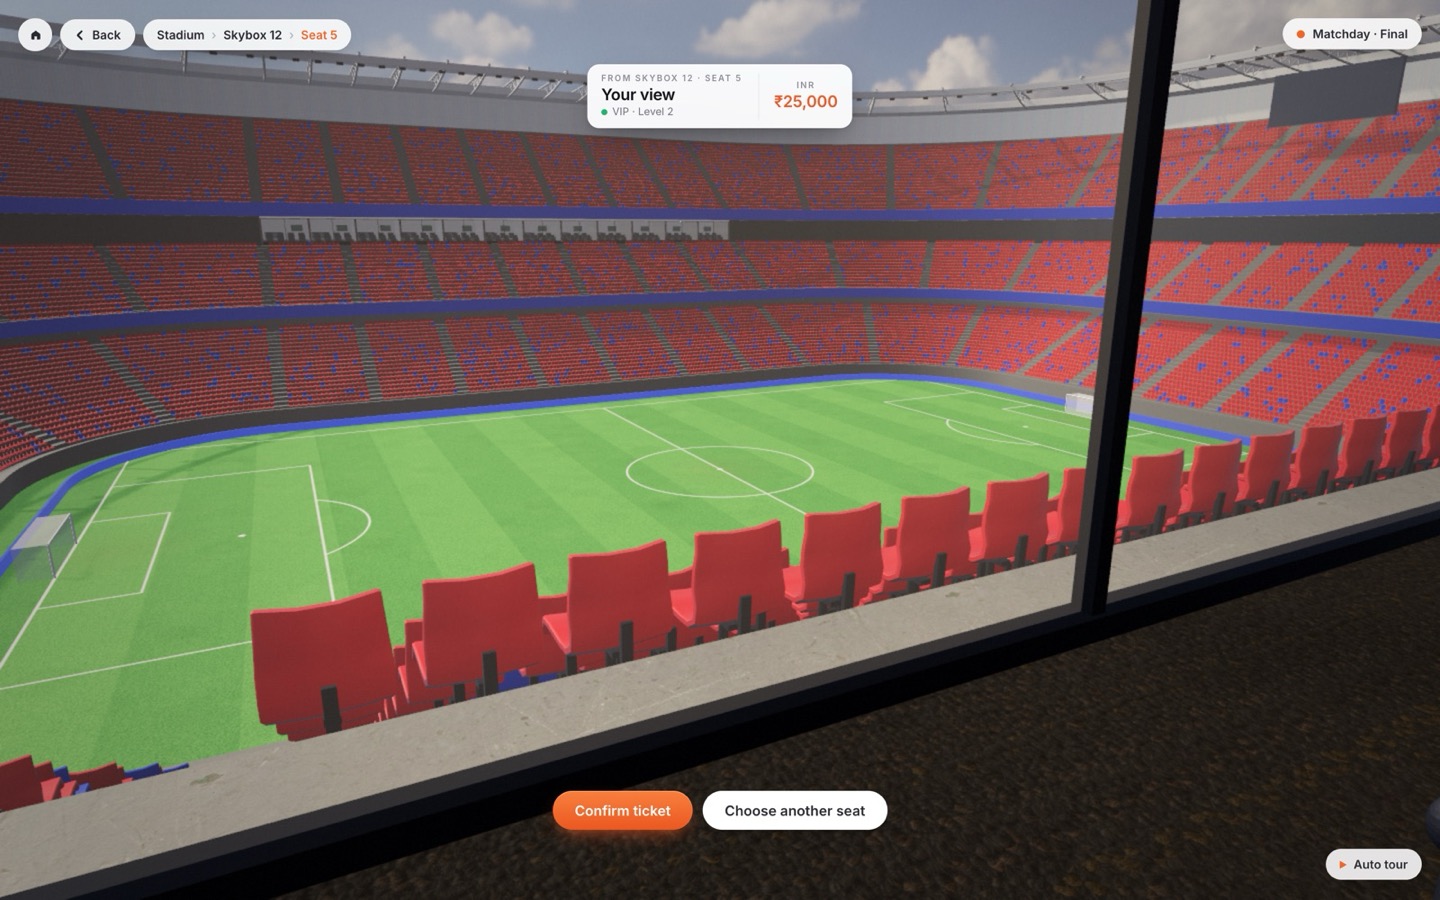 Back
Stadium › Skybox 12 › Seat 5
Matchday · Final
FROM SKYBOX 12 · SEAT 5
Your view
VIP · Level 2
INR
₹25,000
Confirm ticket
Choose another seat
Auto tour